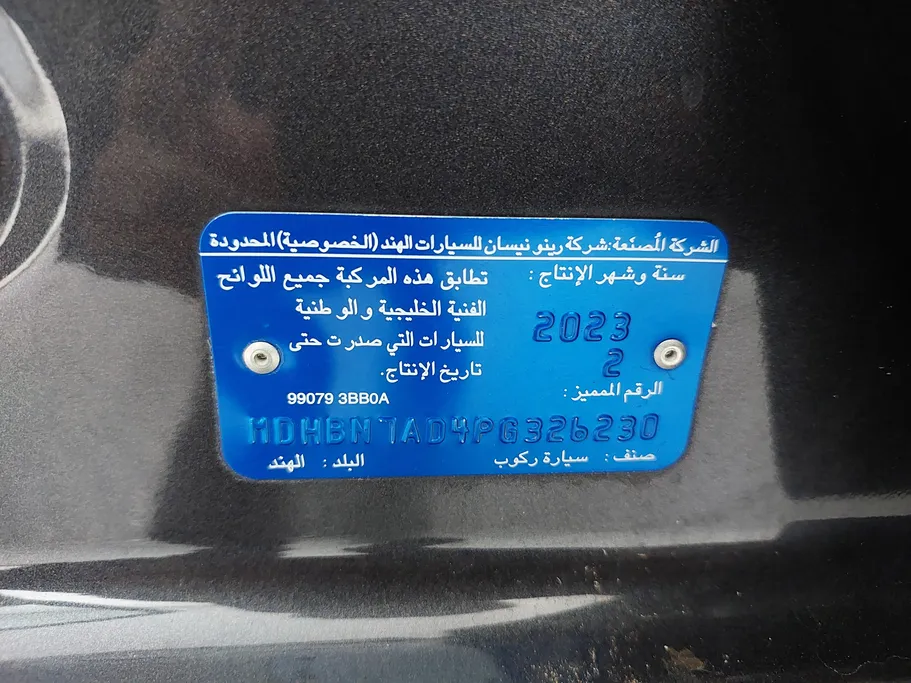 الشركة المُصنّعة: شركة رينو نيسان للسيارات الهند (الخصوصية) المحدودة
سنة وشهر الإنتاج :
2023
2
تطابق هذه المركبة جميع اللوائح
الفنية الخليجية والوطنية
للسيارات التي صدرت حتى
تاريخ الإنتاج.
الرقم المميز :
99079 3BB0A
MDHBN7AD4PG326230
صنف : سيارة ركوب
البلد : الهند